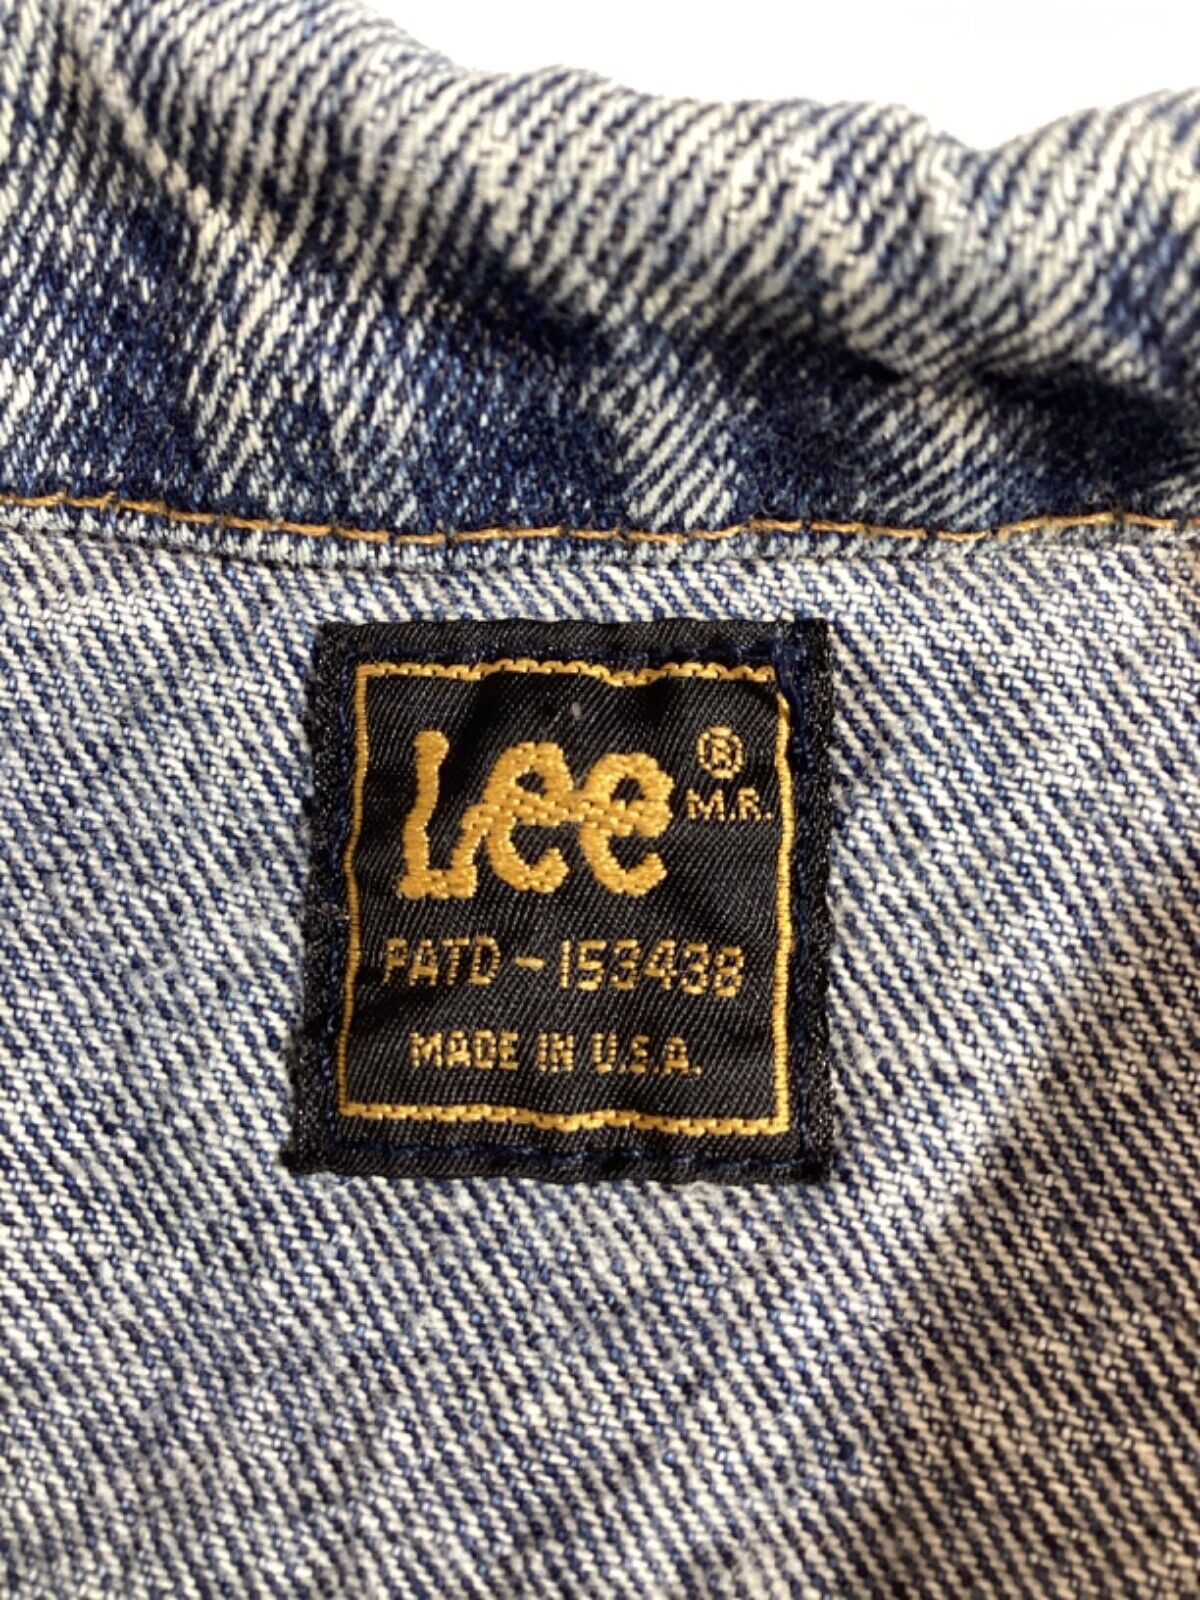 Lee ®
M.R.
PATD - 153438
MADE IN U.S.A.